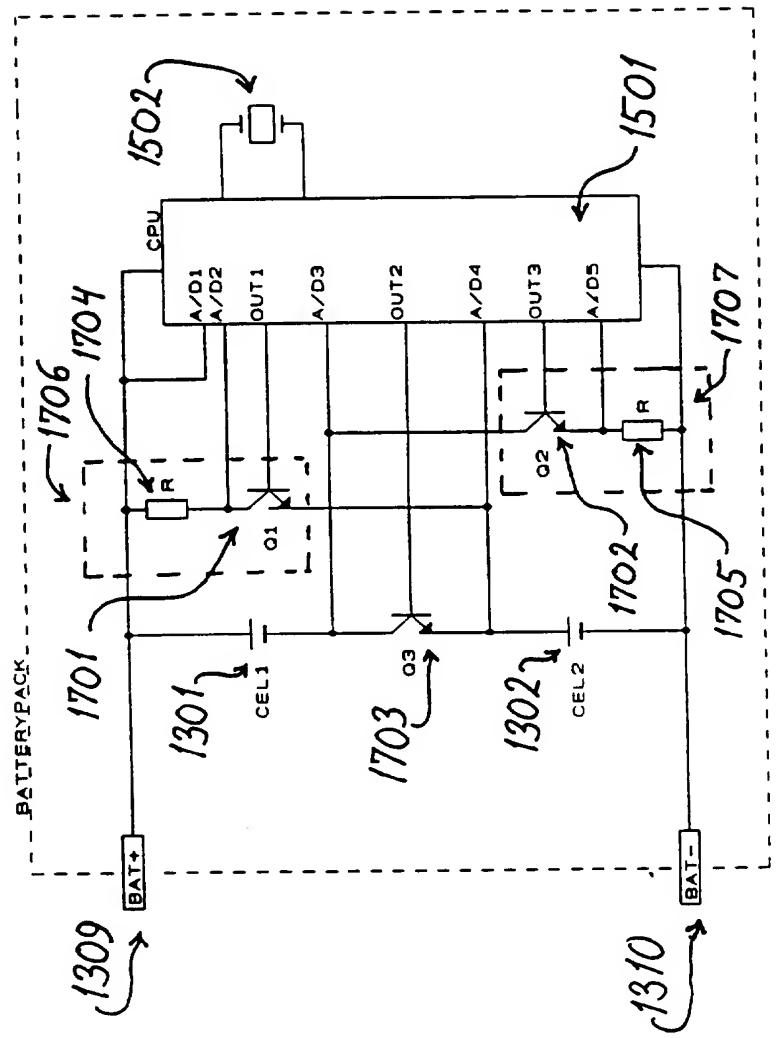 BATTERYPACK
1309
BAT+
1701
1706
1704
R
Q1
CPU
A/D1
A/D2
OUT1
A/D3
OUT2
A/D4
OUT3
A/D5
1502
1501
1301
CEL1
Q3
1703
1302
CEL2
Q2
R
1702
1705
1707
1310
BAT-